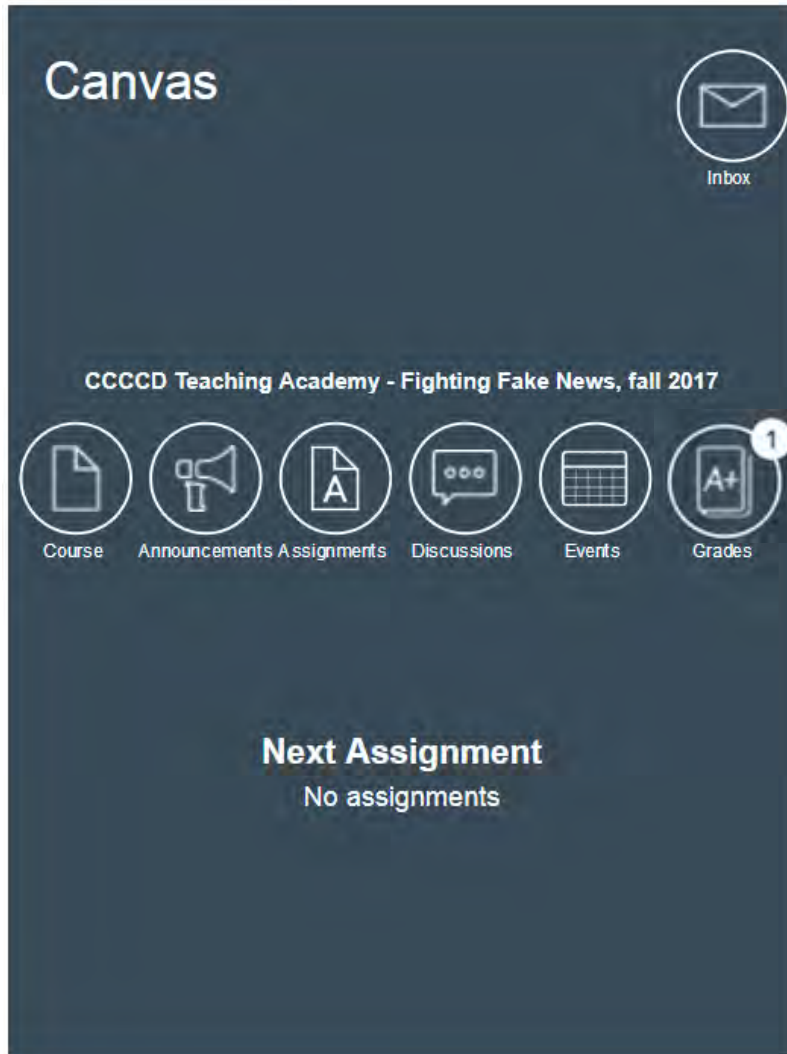 Canvas
Inbox
CCCCD Teaching Academy - Fighting Fake News, fall 2017
1
A A+
Course Announcements Assignments Discussions Events Grades
Next Assignment
No assignments